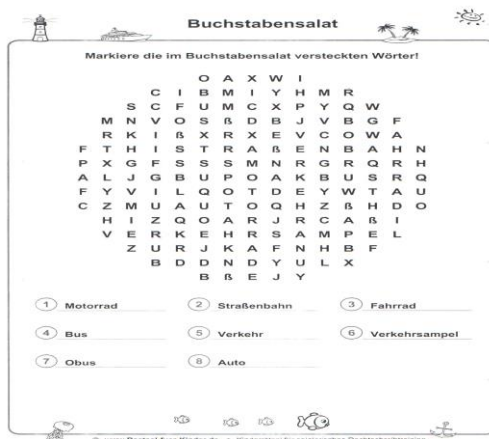 Buchstabensalat
Markiere die im Buchstabensalat versteckten Wörter!
O A X W I
C I B M I Y H M R
S C F U M C X P Y Q W
M N V O S ß D B J V B G F
R K I ß X R X E V C O W A
F T H I S T R A ß E N B A H N
P X G F S S S M N R G R Q R H
A L J G B U P O A K B U S R Q
F Y V I L Q O T D E Y W T A U
C Z M U A U T O Q H Z ß H D O
H I Z Q O A R J R C A ß I
V E R K E H R S A M P E L
Z U R J K A F N H B F
B D D N D Y U L X
B ß E J Y
1 Motorrad 2 Straßenbahn 3 Fahrrad
4 Bus 5 Verkehr 6 Verkehrsampel
7 Obus 8 Auto